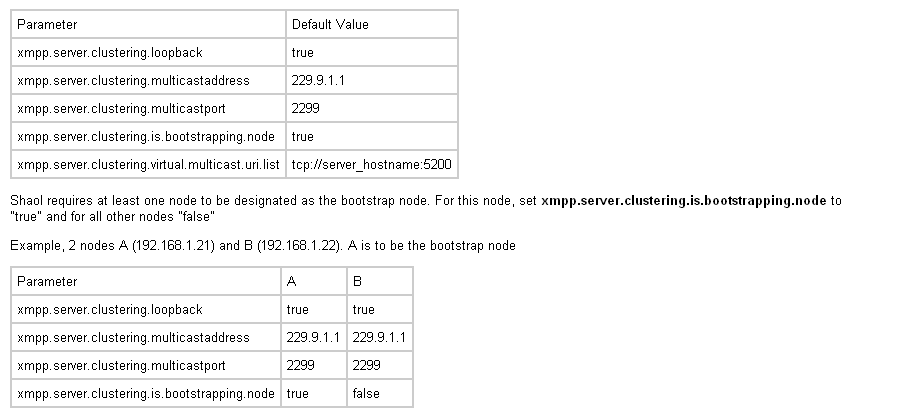 Parameter Default Value
xmpp.server.clustering.loopback true
xmpp.server.clustering.multicastaddress 229.9.1.1
xmpp.server.clustering.multicastport 2299
xmpp.server.clustering.is.bootstrapping.node true
xmpp.server.clustering.virtual.multicast.uri.list tcp://server_hostname:5200
Shaol requires at least one node to be designated as the bootstrap node. For this node, set xmpp.server.clustering.is.bootstrapping.node to
"true" and for all other nodes "false"
Example, 2 nodes A (192.168.1.21) and B (192.168.1.22). A is to be the bootstrap node
Parameter A B
xmpp.server.clustering.loopback true true
xmpp.server.clustering.multicastaddress 229.9.1.1 229.9.1.1
xmpp.server.clustering.multicastport 2299 2299
xmpp.server.clustering.is.bootstrapping.node true false